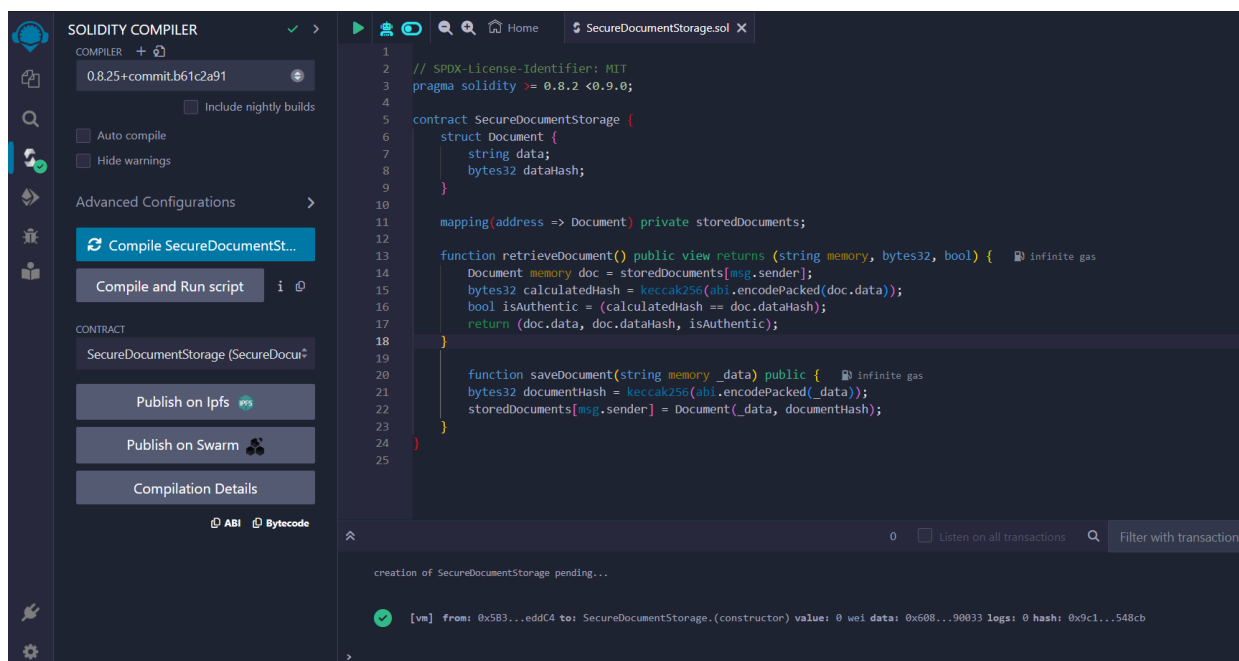 SOLIDITY COMPILER
COMPILER
0.8.25+commit.b61c2a91
Include nightly builds
Auto compile
Hide warnings
Advanced Configurations
Compile SecureDocumentSt...
Compile and Run script
i
CONTRACT
SecureDocumentStorage (SecureDocu
Publish on Ipfs
IPFS
Publish on Swarm
Compilation Details
ABI Bytecode
Home SecureDocumentStorage.sol X
1
2 // SPDX-License-Identifier: MIT
3 pragma solidity >= 0.8.2 <0.9.0;
4
5 contract SecureDocumentStorage {
6 struct Document {
7 string data;
8 bytes32 dataHash;
9 }
10
11 mapping(address => Document) private storedDocuments;
12
13 function retrieveDocument() public view returns (string memory, bytes32, bool) { infinite gas
14 Document memory doc = storedDocuments[msg.sender];
15 bytes32 calculatedHash = keccak256(abi.encodePacked(doc.data));
16 bool isAuthentic = (calculatedHash == doc.dataHash);
17 return (doc.data, doc.dataHash, isAuthentic);
18 }
19
20 function saveDocument(string memory _data) public { infinite gas
21 bytes32 documentHash = keccak256(abi.encodePacked(_data));
22 storedDocuments[msg.sender] = Document(_data, documentHash);
23 }
24 }
25
0 Listen on all transactions Filter with transaction
creation of SecureDocumentStorage pending...
[vm] from: 0x5B3...eddC4 to: SecureDocumentStorage.(constructor) value: 0 wei data: 0x608...90033 logs: 0 hash: 0x9c1...548cb
>